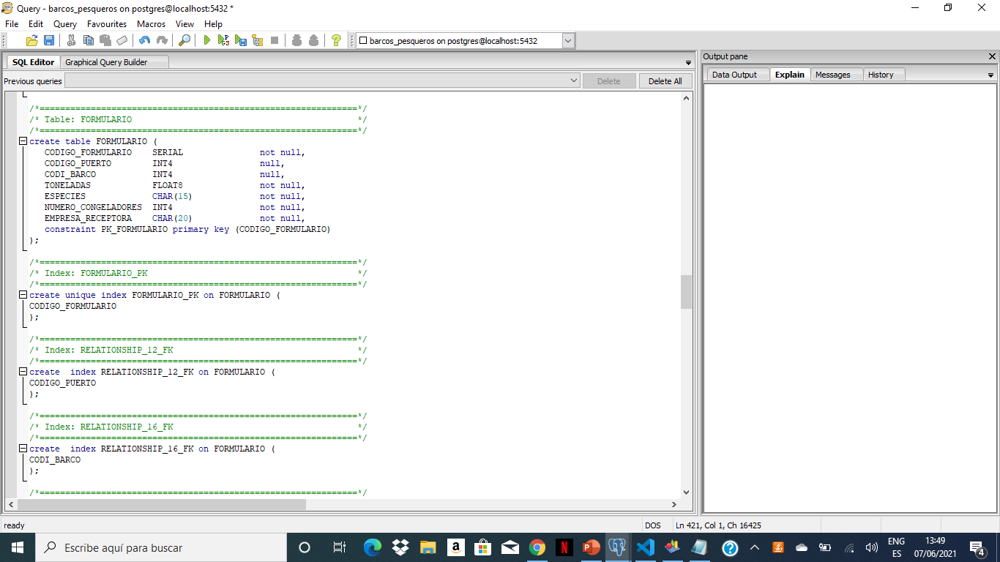 Query - barcos_pesqueros on postgres@localhost:5432 *
File Edit Query Favourites Macros View Help
barcos_pesqueros on postgres@localhost:5432
SQL Editor Graphical Query Builder
Previous queries Delete Delete All
/*==============================================================*/
/* Table: FORMULARIO */
/*==============================================================*/
create table FORMULARIO (
CODIGO_FORMULARIO SERIAL not null,
CODIGO_PUERTO INT4 null,
CODI_BARCO INT4 null,
TONELADAS FLOAT8 not null,
ESPECIES CHAR(15) not null,
NUMERO_CONGELADORES INT4 not null,
EMPRESA_RECEPTORA CHAR(20) not null,
constraint PK_FORMULARIO primary key (CODIGO_FORMULARIO)
);
/*==============================================================*/
/* Index: FORMULARIO_PK */
/*==============================================================*/
create unique index FORMULARIO_PK on FORMULARIO (
CODIGO_FORMULARIO
);
/*==============================================================*/
/* Index: RELATIONSHIP_12_FK */
/*==============================================================*/
create  index RELATIONSHIP_12_FK on FORMULARIO (
CODIGO_PUERTO
);
/*==============================================================*/
/* Index: RELATIONSHIP_16_FK */
/*==============================================================*/
create  index RELATIONSHIP_16_FK on FORMULARIO (
CODI_BARCO
);
/*==============================================================*/
Output pane
Data Output Explain Messages History
ready DOS Ln 421, Col 1, Ch 16425
Escribe aquí para buscar
ENG
ES
13:49
07/06/2021
4